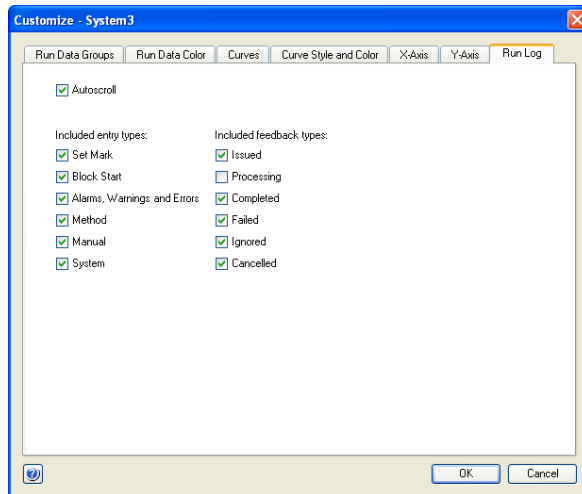 Customize - System3
Run Data Groups Run Data Color Curves Curve Style and Color X-Axis Y-Axis Run Log
Autoscroll
Included entry types: Included feedback types:
Set Mark Issued
Block Start Processing
Alarms, Warnings and Errors Completed
Method Failed
Manual Ignored
System Cancelled
? OK Cancel